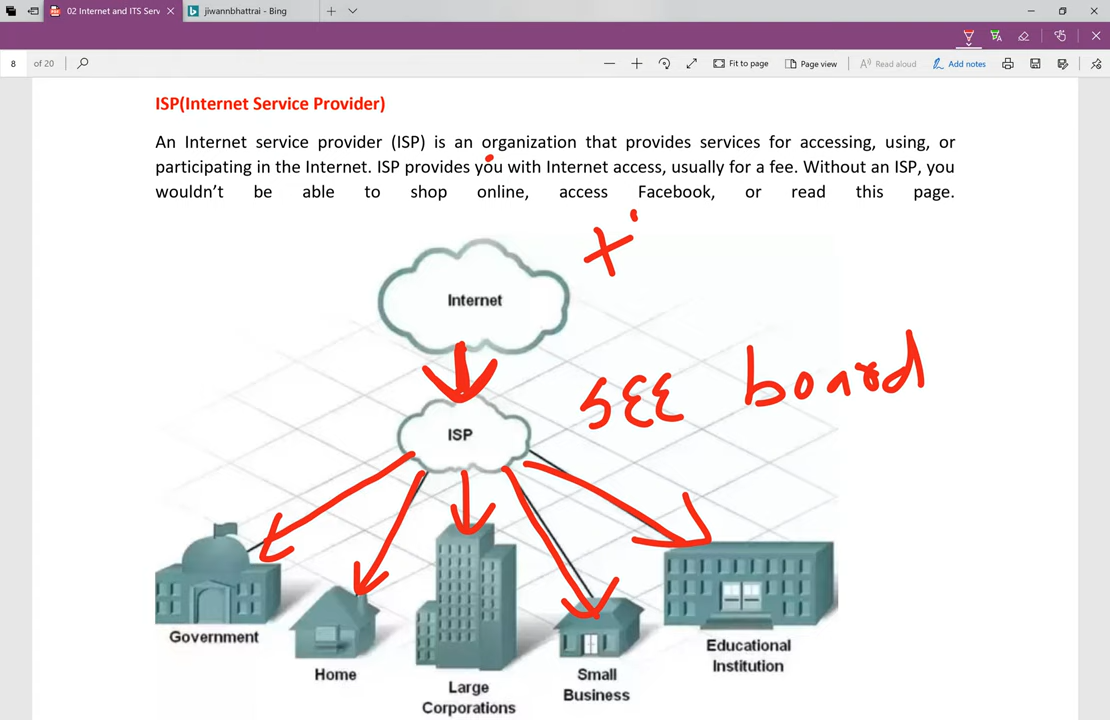 02 Internet and ITS Serv
jiwannbhattrai - Bing
8 of 20
Fit to page
Page view
Read aloud
Add notes
ISP(Internet Service Provider)
An Internet service provider (ISP) is an organization that provides services for accessing, using, or
participating in the Internet. ISP provides you with Internet access, usually for a fee. Without an ISP, you
wouldn't be able to shop online, access Facebook, or read this page.
Internet
SEE board
ISP
Government
Home
Large
Corporations
Small
Business
Educational
Institution